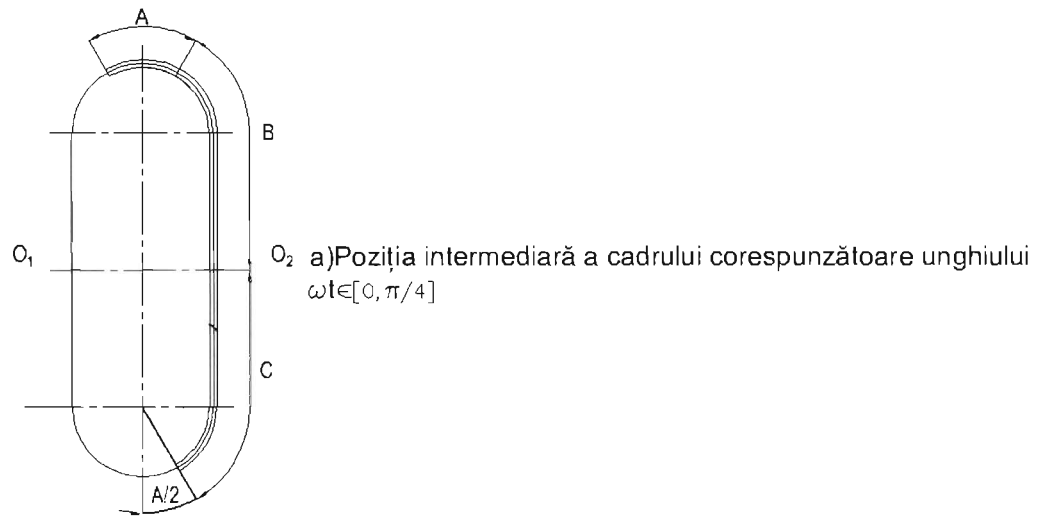 A
B
O₁
O₂ a)Poziția intermediară a cadrului corespunzătoare unghiului
ωt∈[0,π/4]
C
A/2